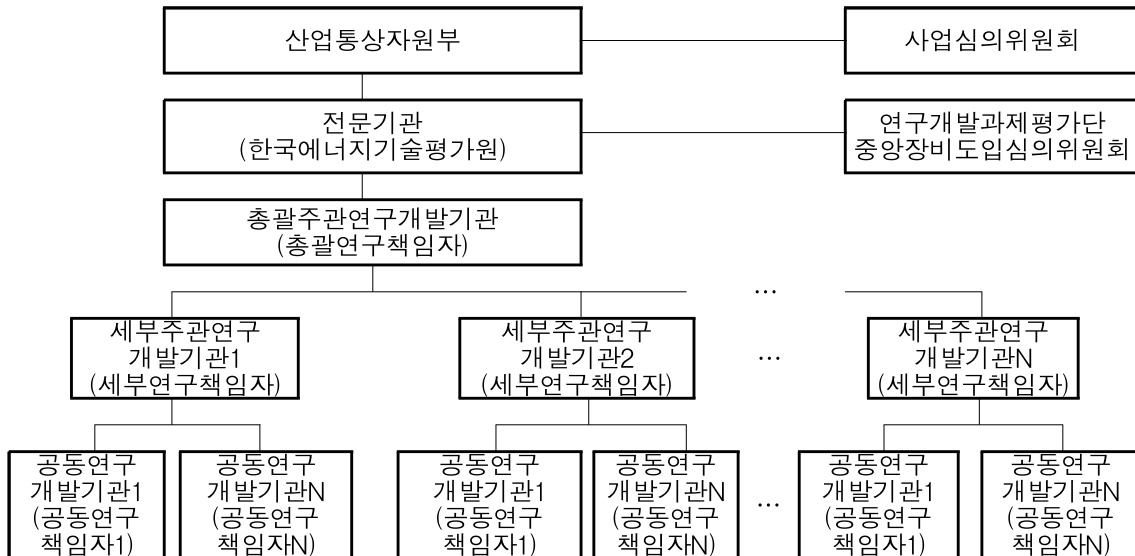 산업통상자원부
사업심의위원회
전문기관
(한국에너지기술평가원)
연구개발과제평가단
중앙장비도입심의위원회
총괄주관연구개발기관
(총괄연구책임자)
...
세부주관연구
개발기관1
(세부연구책임자)
세부주관연구
개발기관2
(세부연구책임자)
...
세부주관연구
개발기관N
(세부연구책임자)
공동연구
개발기관1
(공동연구
책임자1)
공동연구
개발기관N
(공동연구
책임자N)
공동연구
개발기관1
(공동연구
책임자1)
공동연구
개발기관N
(공동연구
책임자N)
...
공동연구
개발기관1
(공동연구
책임자1)
공동연구
개발기관N
(공동연구
책임자N)